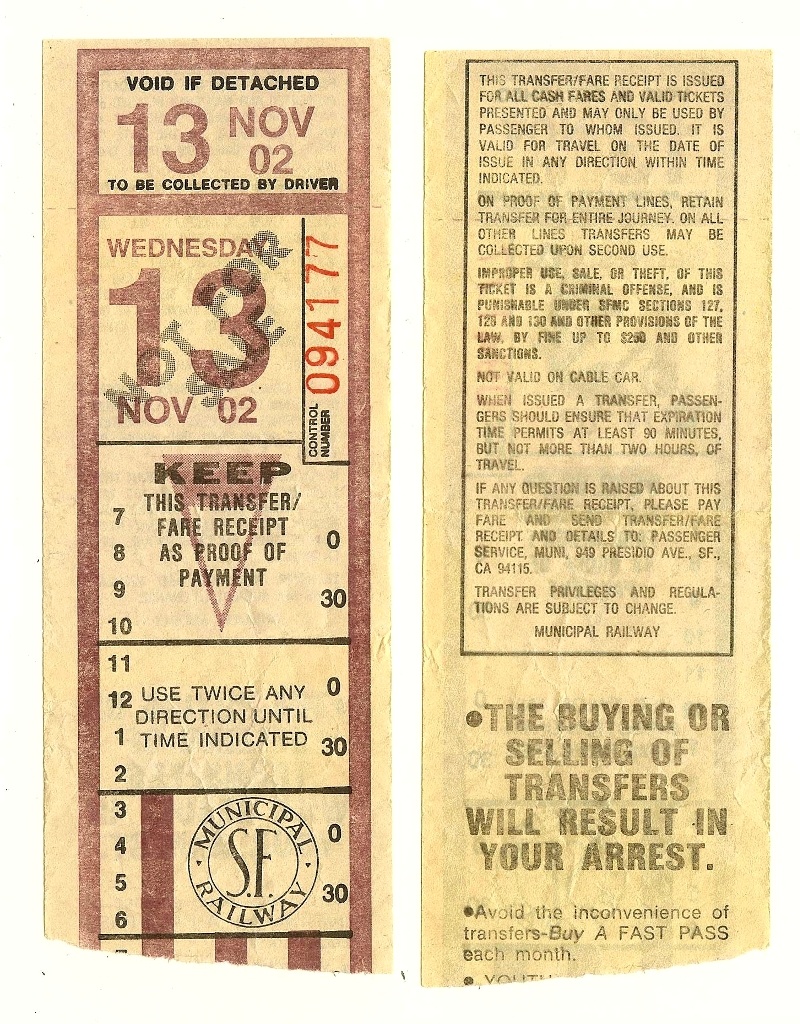 VOID IF DETACHED
13 NOV
02
TO BE COLLECTED BY DRIVER
WEDNESDAY
13
NOV 02
NOT FOR
SALE
CONTROL
NUMBER
094177
KEEP
THIS TRANSFER/
FARE RECEIPT
AS PROOF OF
PAYMENT
7
8
9
10
0
30
11
12
1
2
USE TWICE ANY
DIRECTION UNTIL
TIME INDICATED
0
30
3
4
5
6
MUNICIPAL
S.F.
RAILWAY
0
30
THIS TRANSFER/FARE RECEIPT IS ISSUED
FOR ALL CASH FARES AND VALID TICKETS
PRESENTED AND MAY ONLY BE USED BY
PASSENGER TO WHOM ISSUED. IT IS
VALID FOR TRAVEL ON THE DATE OF
ISSUE IN ANY DIRECTION WITHIN TIME
INDICATED.
ON PROOF OF PAYMENT LINES, RETAIN
TRANSFER FOR ENTIRE JOURNEY. ON ALL
OTHER LINES TRANSFERS MAY BE
COLLECTED UPON SECOND USE.
IMPROPER USE, SALE, OR THEFT, OF THIS
TICKET IS A CRIMINAL OFFENSE, AND IS
PUNISHABLE UNDER SFMC SECTIONS 127,
128 AND 130 AND OTHER PROVISIONS OF THE
LAW, BY FINE UP TO $250 AND OTHER
SANCTIONS.
NOT VALID ON CABLE CAR.
WHEN ISSUED A TRANSFER, PASSEN-
GERS SHOULD ENSURE THAT EXPIRATION
TIME PERMITS AT LEAST 90 MINUTES,
BUT NOT MORE THAN TWO HOURS, OF
TRAVEL.
IF ANY QUESTION IS RAISED ABOUT THIS
TRANSFER/FARE RECEIPT, PLEASE PAY
FARE AND SEND TRANSFER/FARE
RECEIPT AND DETAILS TO: PASSENGER
SERVICE, MUNI, 949 PRESIDIO AVE., SF.,
CA 94115.
TRANSFER PRIVILEGES AND REGULA-
TIONS ARE SUBJECT TO CHANGE.
MUNICIPAL RAILWAY
•THE BUYING OR
SELLING OF
TRANSFERS
WILL RESULT IN
YOUR ARREST.
•Avoid the inconvenience of
transfers-Buy A FAST PASS
each month.
• YOUTH